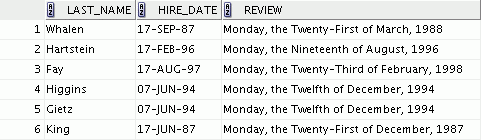 LAST_NAME HIRE_DATE REVIEW
1 Whalen 17-SEP-87 Monday, the Twenty-First of March, 1988
2 Hartstein 17-FEB-96 Monday, the Nineteenth of August, 1996
3 Fay 17-AUG-97 Monday, the Twenty-Third of February, 1998
4 Higgins 07-JUN-94 Monday, the Twelfth of December, 1994
5 Gietz 07-JUN-94 Monday, the Twelfth of December, 1994
6 King 17-JUN-87 Monday, the Twenty-First of December, 1987